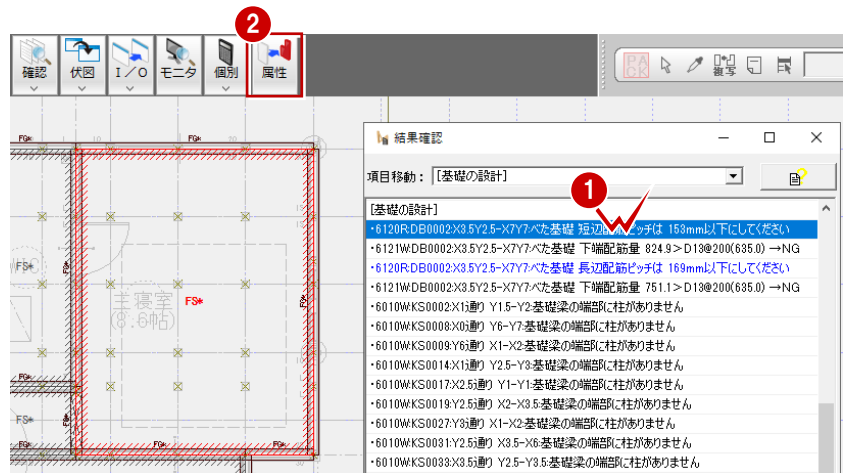 2
確認
伏図
I/O
モニタ
個別
属性
PACK
複写
結果確認
項目移動： [基礎の設計]
1
[基礎の設計]
・6120R:DB0002:X3.5Y2.5-X7Y7:べた基礎 短辺配筋ピッチは 153mm以下にしてください
・6121W:DB0002:X3.5Y2.5-X7Y7:べた基礎 下端配筋量 824.9＞D13@200(635.0) →NG
・6120R:DB0002:X3.5Y2.5-X7Y7:べた基礎 長辺配筋ピッチは 169mm以下にしてください
・6121W:DB0002:X3.5Y2.5-X7Y7:べた基礎 下端配筋量 751.1＞D13@200(635.0) →NG
・6010W:KS0002:X1通り Y1.5-Y2:基礎梁の端部に柱がありません
・6010W:KS0008:X0通り Y6-Y7:基礎梁の端部に柱がありません
・6010W:KS0009:Y6通り X1-X2:基礎梁の端部に柱がありません
・6010W:KS0014:X1通り Y2.5-Y3:基礎梁の端部に柱がありません
・6010W:KS0017:X2.5通り Y1-Y1:基礎梁の端部に柱がありません
・6010W:KS0019:Y2.5通り X2-X3.5:基礎梁の端部に柱がありません
・6010W:KS0027:Y3通り X1-X2:基礎梁の端部に柱がありません
・6010W:KS0031:Y2.5通り X3.5-X6:基礎梁の端部に柱がありません
・6010W:KS0033:X3.5通り Y2.5-Y3.5:基礎梁の端部に柱がありません
FG*
FG*
FS*
主寝室
(8.6帖)
FS*
FG*
FS*
FG*
FG*
FG*